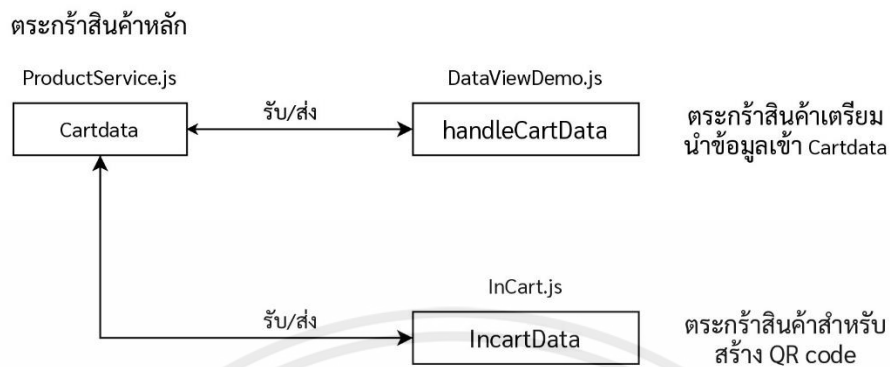 ตระกร้าสินค้าหลัก
ProductService.js
DataViewDemo.js
Cartdata
รับ/ส่ง
handleCartData
ตระกร้าสินค้าเตรียม
นำข้อมูลเข้า Cartdata
InCart.js
รับ/ส่ง
IncartData
ตระกร้าสินค้าสำหรับ
สร้าง QR code